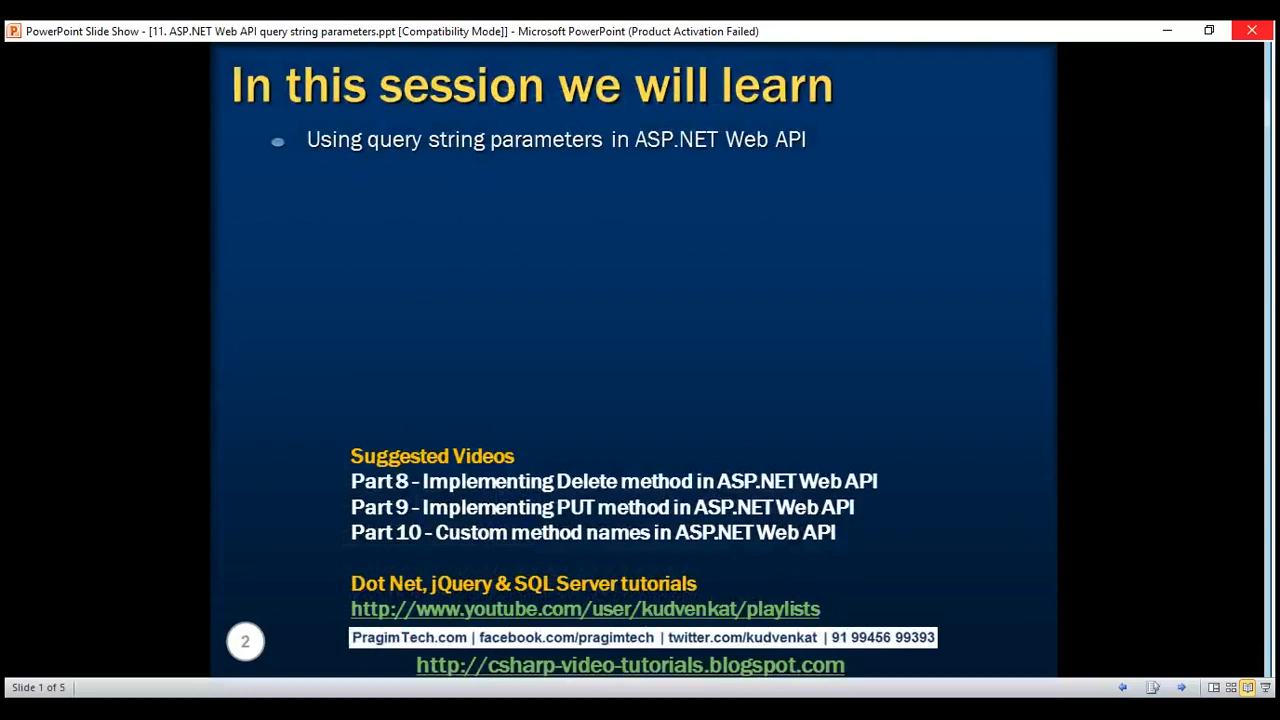 PowerPoint Slide Show - [11. ASP.NET Web API query string parameters.ppt [Compatibility Mode]] - Microsoft PowerPoint (Product Activation Failed)
In this session we will learn
Using query string parameters in ASP.NET Web API
Suggested Videos
Part 8 - Implementing Delete method in ASP.NET Web API
Part 9 - Implementing PUT method in ASP.NET Web API
Part 10 - Custom method names in ASP.NET Web API
Dot Net, jQuery & SQL Server tutorials
http://www.youtube.com/user/kudvenkat/playlists
2
PragimTech.com | facebook.com/pragimtech | twitter.com/kudvenkat | 91 99456 99393
http://csharp-video-tutorials.blogspot.com
Slide 1 of 5